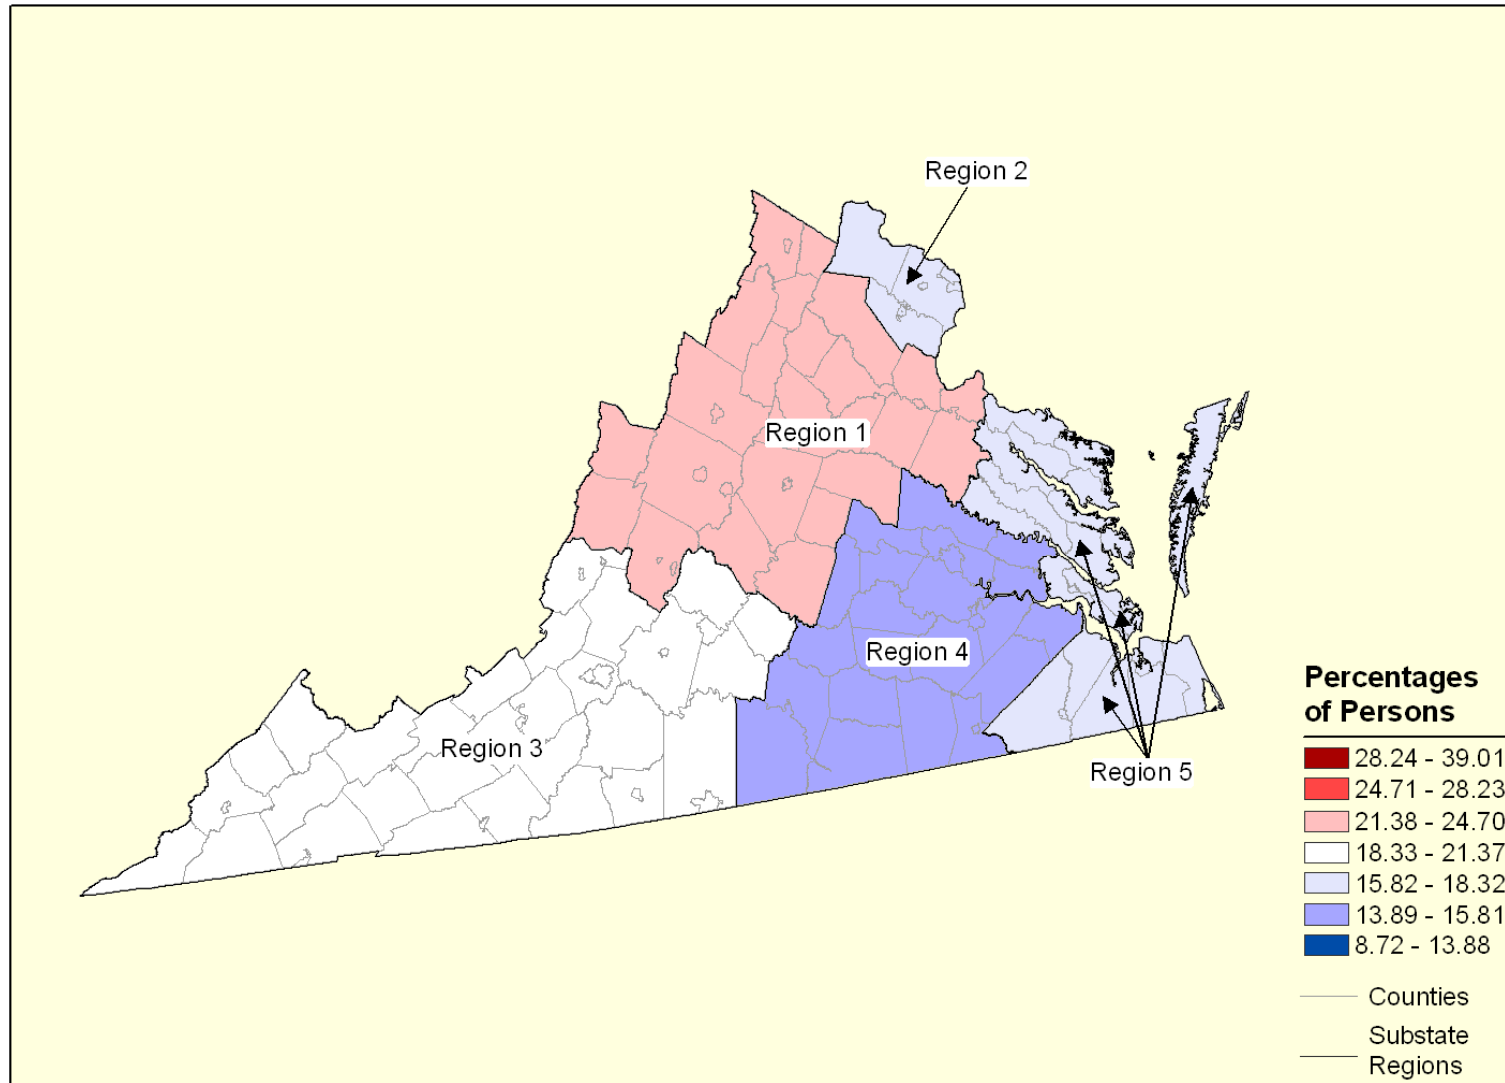 Region 2
Region 1
Region 4
Region 3
Region 5
Percentages
of Persons
28.24 - 39.01
24.71 - 28.23
21.38 - 24.70
18.33 - 21.37
15.82 - 18.32
13.89 - 15.81
8.72 - 13.88
Counties
Substate
Regions